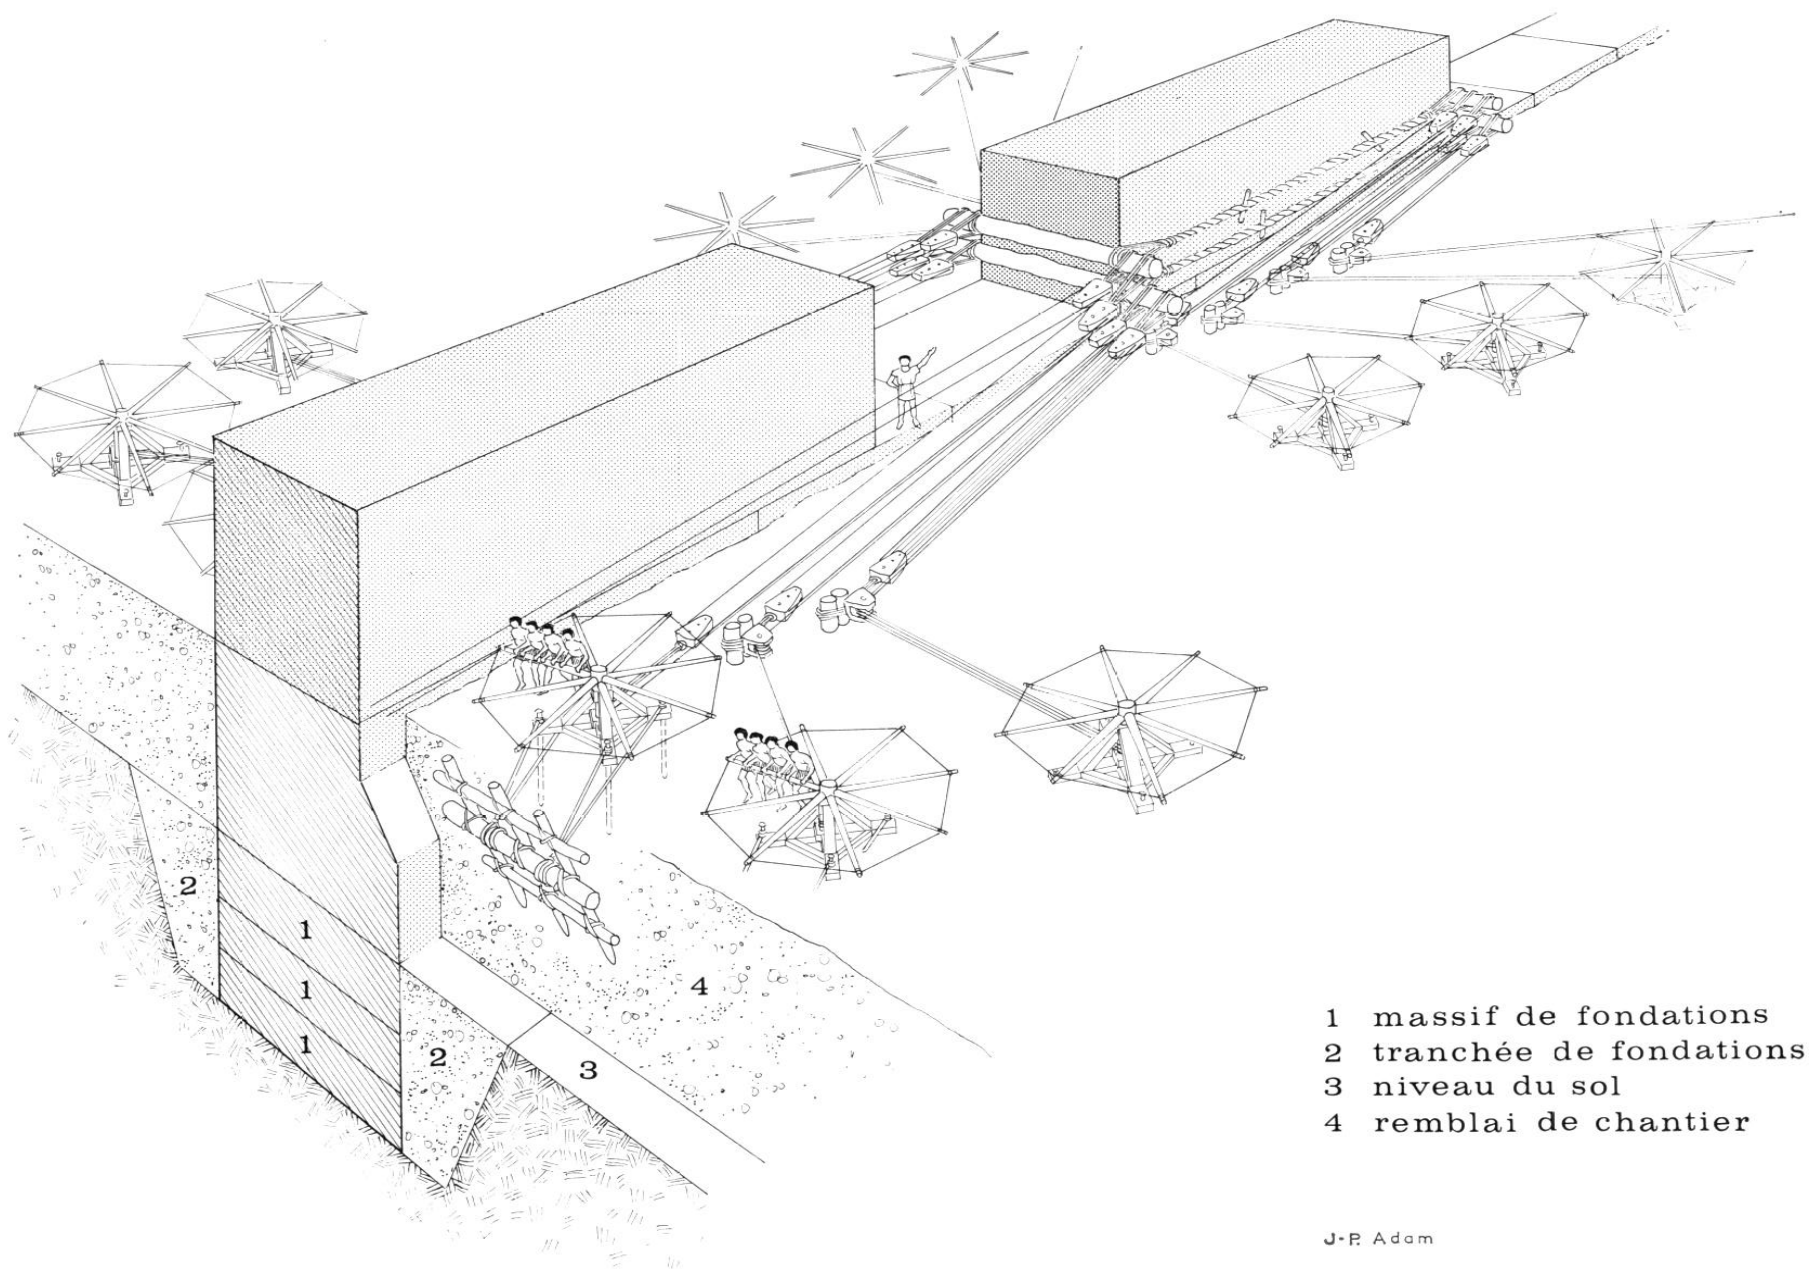 2
1
1
1
2
3
4
1 massif de fondations
2 tranchée de fondations
3 niveau du sol
4 remblai de chantier
J-P. Adam